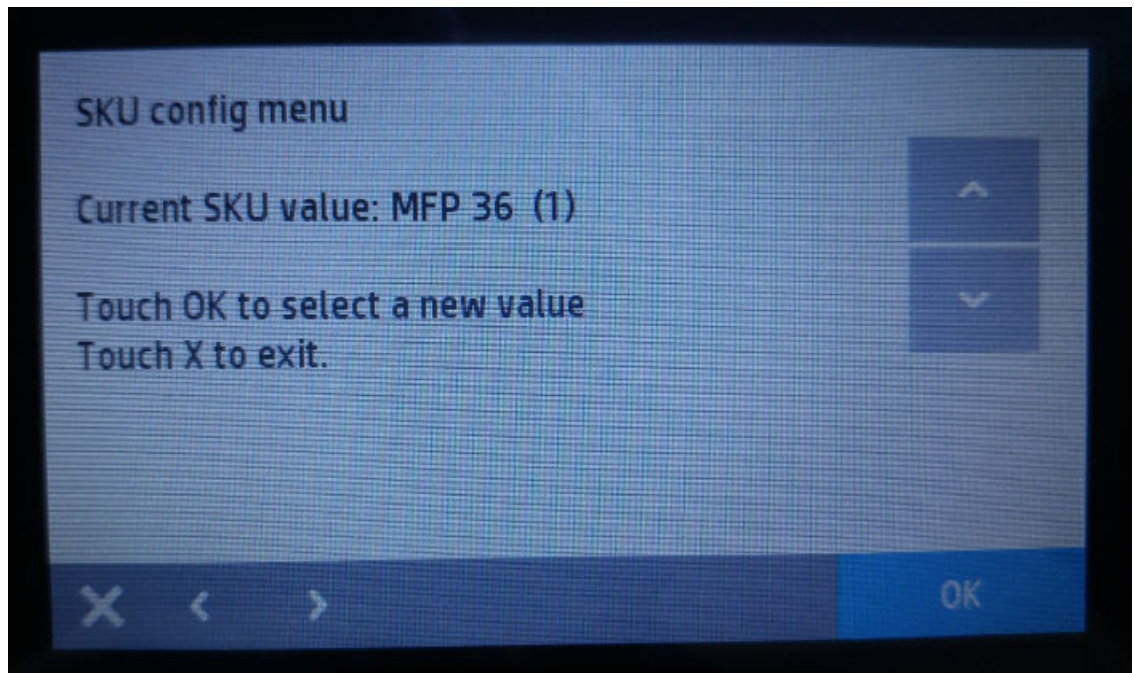 SKU config menu
Current SKU value: MFP 36 (1)
Touch OK to select a new value
Touch X to exit.
OK